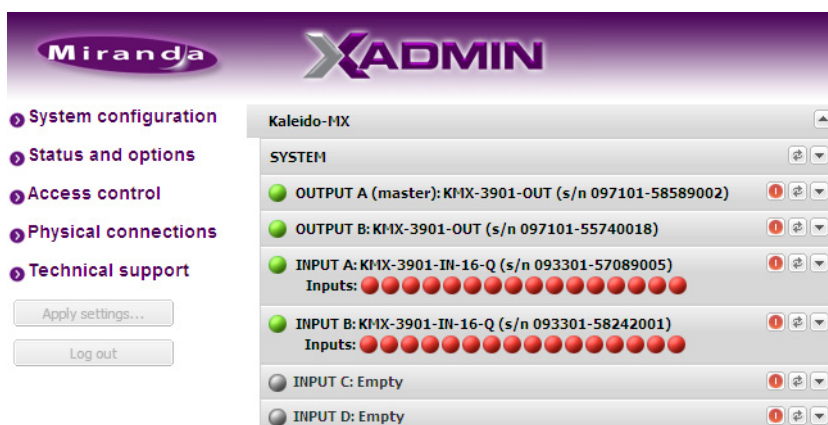 Miranda
XADMIN
System configuration
Status and options
Access control
Physical connections
Technical support
Apply settings...
Log out
Kaleido-MX
SYSTEM
OUTPUT A (master): KMX-3901-OUT (s/n 097101-58589002)
OUTPUT B: KMX-3901-OUT (s/n 097101-55740018)
INPUT A: KMX-3901-IN-16-Q (s/n 093301-57089005)
Inputs:
INPUT B: KMX-3901-IN-16-Q (s/n 093301-58242001)
Inputs:
INPUT C: Empty
INPUT D: Empty